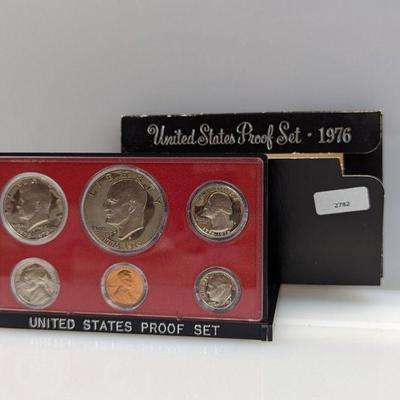 United States Proof Set - 1976
2782
LIBERTY
UNITED STATES PROOF SET